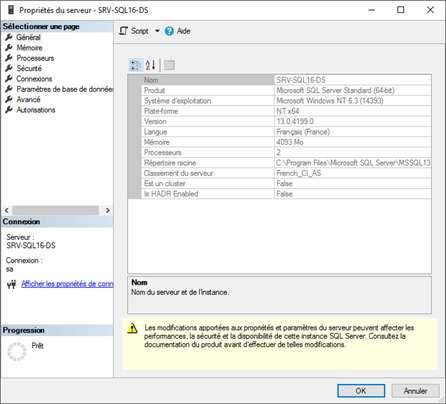 Propriétés du serveur - SRV-SQL16-DS
Sélectionner une page
Général
Mémoire
Processeurs
Sécurité
Connexions
Paramètres de base de données
Avancé
Autorisations
Script
Aide
Nom SRV-SQL16-DS
Produit Microsoft SQL Server Standard (64-bit)
Système d'exploitation Microsoft Windows NT 6.3 (14393)
Plate-forme NT x64
Version 13.0.4199.0
Langue Français (France)
Mémoire 4093 Mo
Processeurs 2
Répertoire racine C:\Program Files\Microsoft SQL Server\MSSQL13
Classement du serveur French_CI_AS
Est un cluster False
Is HADR Enabled False
Connexion
Serveur :
SRV-SQL16-DS
Connexion :
sa
Afficher les propriétés de conn
Nom
Nom du serveur et de l'instance.
Progression
Prêt
Les modifications apportées aux propriétés et paramètres du serveur peuvent affecter les
performances, la sécurité et la disponibilité de cette instance SQL Server. Consultez la
documentation du produit avant d'effectuer de telles modifications.
OK
Annuler